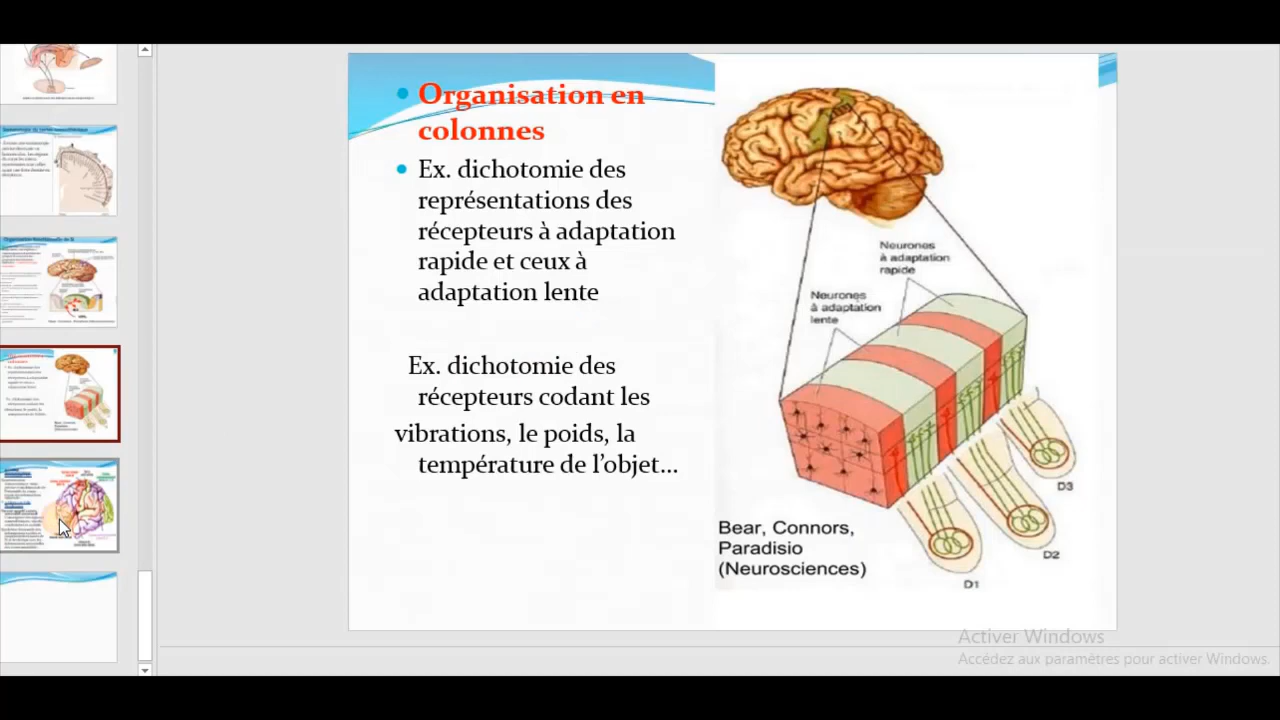 Organisation en
colonnes
Ex. dichotomie des
représentations des
récepteurs à adaptation
rapide et ceux à
adaptation lente
Ex. dichotomie des
récepteurs codant les
vibrations, le poids, la
température de l'objet...
Neurones
à adaptation
rapide
Neurones
à adaptation
lente
D3
D2
D1
Bear, Connors,
Paradisio
(Neurosciences)
Activer Windows
Accédez aux paramètres pour activer Windows.